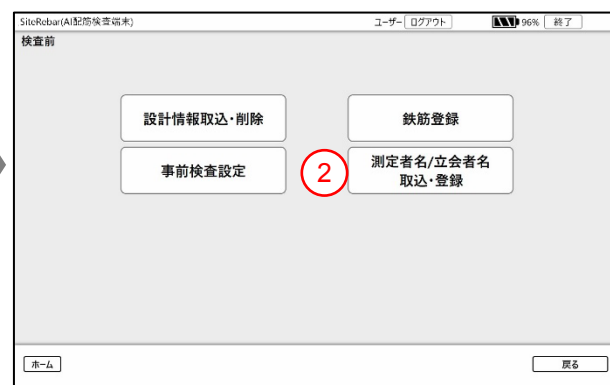 SiteRebar(AI配筋検査端末) ユーザー ログアウト 96% 終了
検査前
設計情報取込・削除 鉄筋登録
事前検査設定 2 測定者名/立会者名
取込・登録
ホーム 戻る